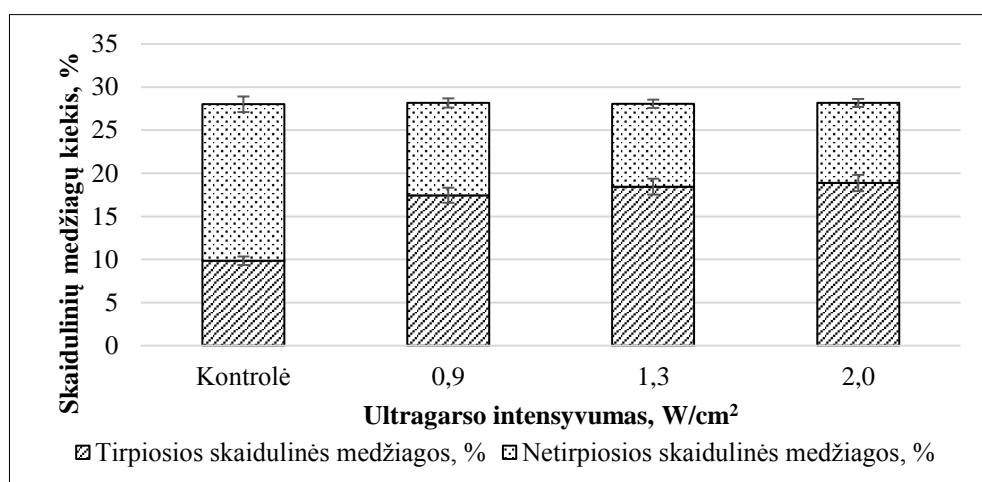 Skaidulinių medžiagų kiekis, %
35
30
25
20
15
10
5
0
Kontrolė 0,9 1,3 2,0
Ultragarso intensyvumas, W/cm²
Tirpiosios skaidulinės medžiagos, % Netirpiosios skaidulinės medžiagos, %